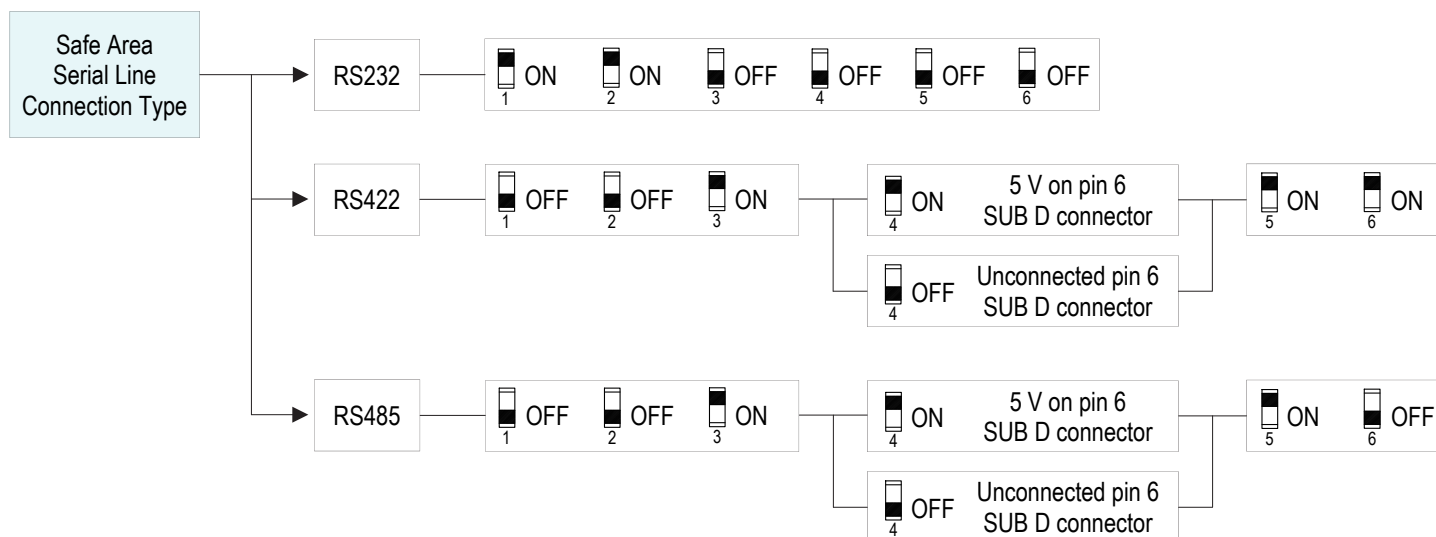 Safe Area
Serial Line
Connection Type
RS232
ON ON OFF OFF OFF OFF
1 2 3 4 5 6
RS422
OFF OFF ON
1 2 3
ON 5 V on pin 6
SUB D connector
4
OFF Unconnected pin 6
SUB D connector
4
ON ON
5 6
RS485
OFF OFF ON
1 2 3
ON 5 V on pin 6
SUB D connector
4
OFF Unconnected pin 6
SUB D connector
4
ON OFF
5 6